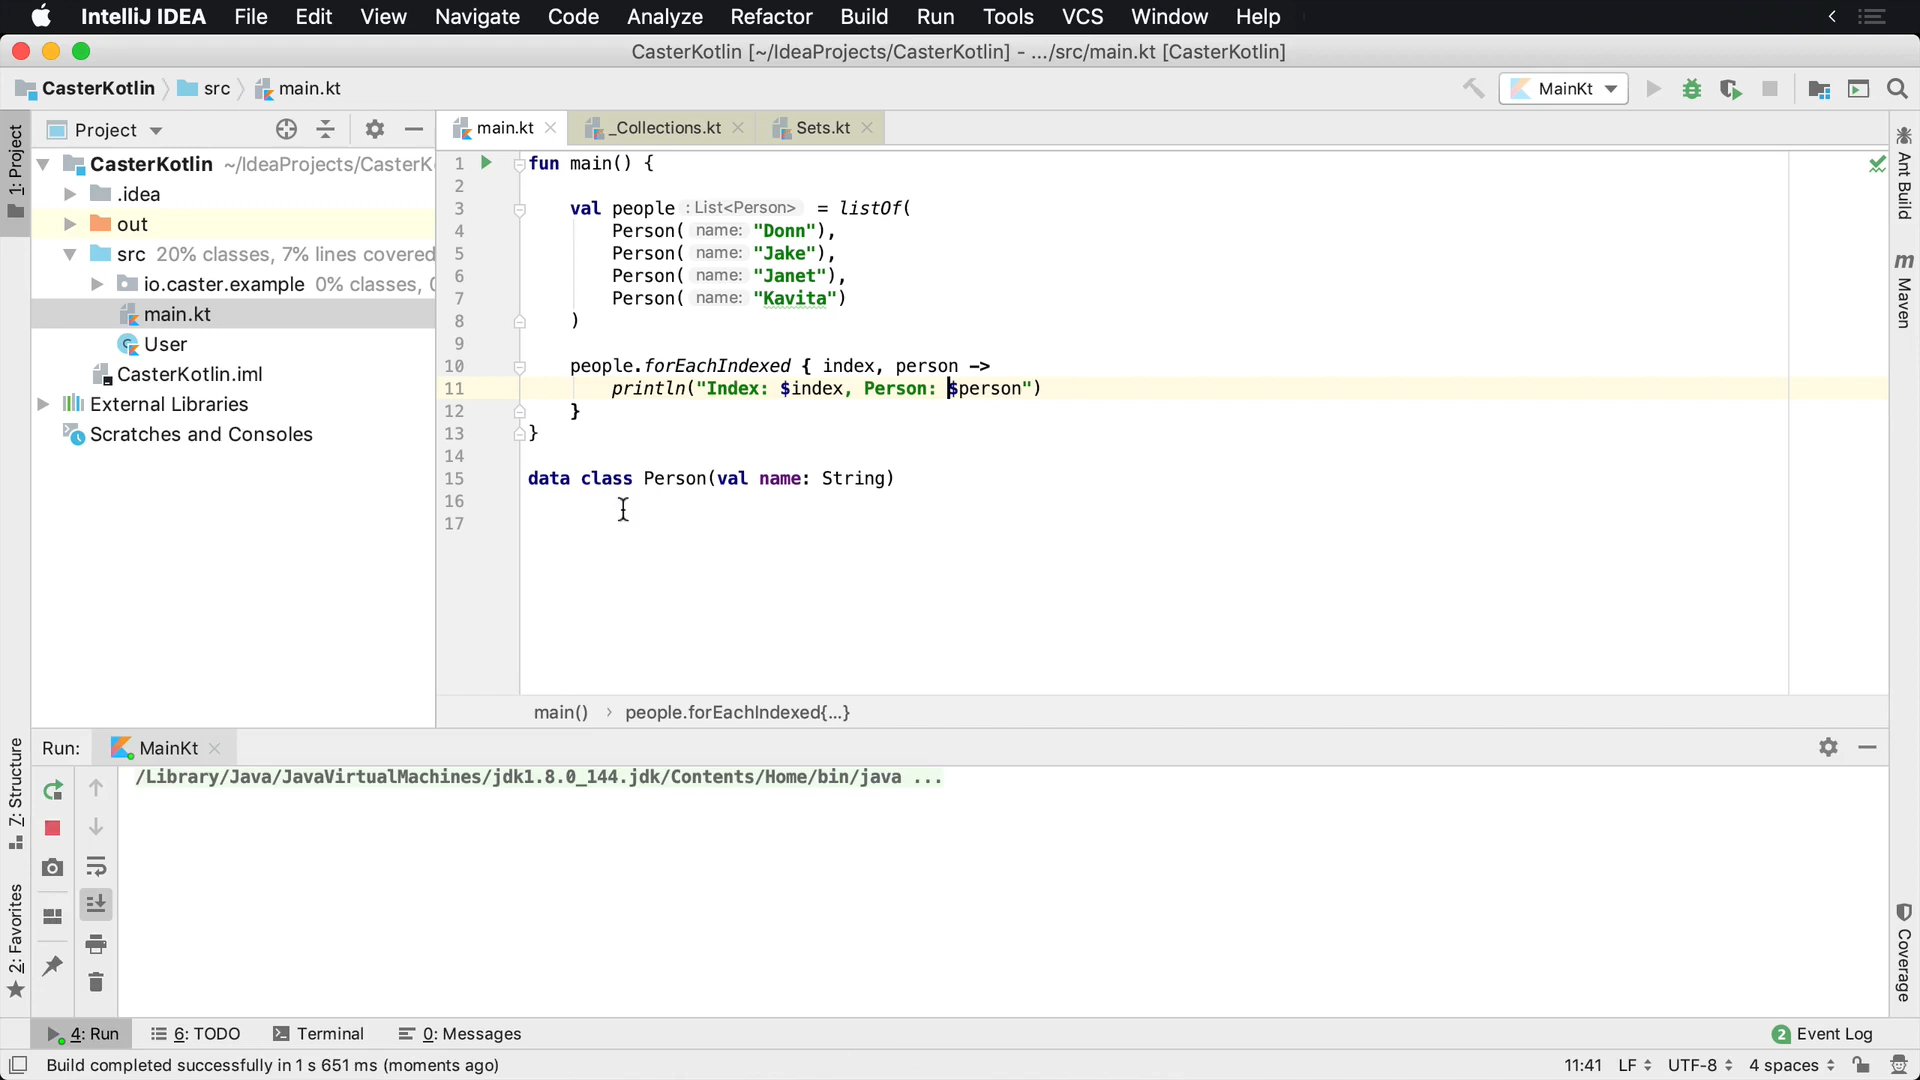 IntelliJ IDEA File Edit View Navigate Code Analyze Refactor Build Run Tools VCS Window Help
CasterKotlin [~/IdeaProjects/CasterKotlin] - .../src/main.kt [CasterKotlin]
CasterKotlin src main.kt MainKt
1: Project
Project
main.kt _Collections.kt Sets.kt
CasterKotlin ~/IdeaProjects/CasterK
.idea
out
src 20% classes, 7% lines covered
io.caster.example 0% classes, 0
main.kt
User
CasterKotlin.iml
External Libraries
Scratches and Consoles
1 fun main() {
2
3 val people : List<Person> = listOf(
4 Person( name: "Donn"),
5 Person( name: "Jake"),
6 Person( name: "Janet"),
7 Person( name: "Kavita")
8 )
9
10 people.forEachIndexed { index, person ->
11 println("Index: $index, Person: $person")
12 }
13 }
14
15 data class Person(val name: String)
16
17
main() › people.forEachIndexed{...}
Ant Build
m Maven
Coverage
Z: Structure
2: Favorites
Run: MainKt
/Library/Java/JavaVirtualMachines/jdk1.8.0_144.jdk/Contents/Home/bin/java ...
4: Run 6: TODO Terminal 0: Messages 2 Event Log
Build completed successfully in 1 s 651 ms (moments ago) 11:41 LF UTF-8 4 spaces